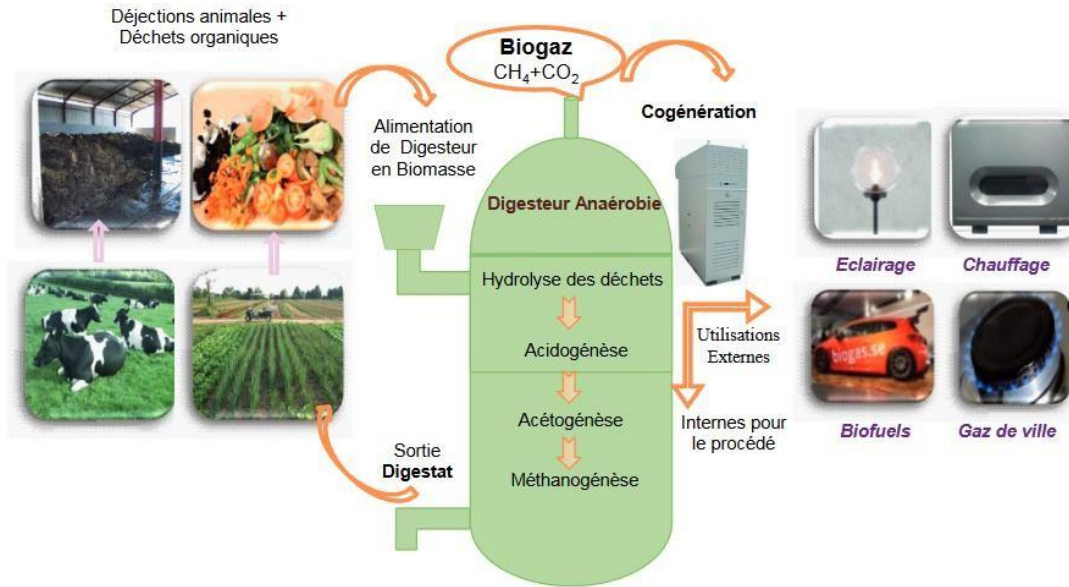 Déjections animales +
Déchets organiques
Biogaz
CH₄+CO₂
Cogénération
Alimentation
de Digesteur
en Biomasse
Digesteur Anaérobie
Hydrolyse des déchets
Acidogénèse
Acétogénèse
Méthanogénèse
Sortie
Digestat
Utilisations
Externes
Internes pour
le procédé
Eclairage
Chauffage
biogas.se
Biofuels
Gaz de ville